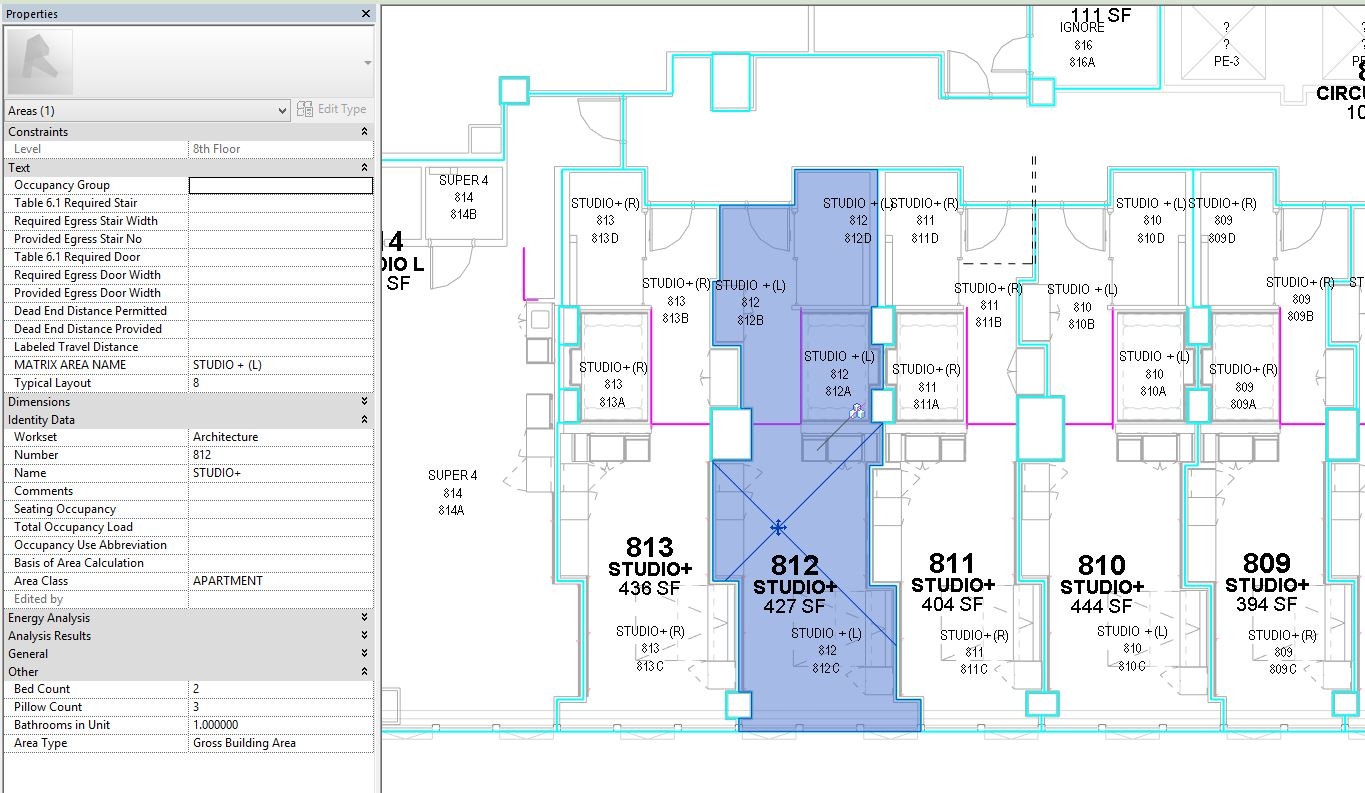 Properties
Areas (1)
Edit Type
Constraints
Level 8th Floor
Text
Occupancy Group
Table 6.1 Required Stair
Required Egress Stair Width
Provided Egress Stair No
Table 6.1 Required Door
Required Egress Door Width
Provided Egress Door Width
Dead End Distance Permitted
Dead End Distance Provided
Labeled Travel Distance
MATRIX AREA NAME STUDIO + (L)
Typical Layout 8
Dimensions
Identity Data
Workset Architecture
Number 812
Name STUDIO+
Comments
Seating Occupancy
Total Occupancy Load
Occupancy Use Abbreviation
Basis of Area Calculation
Area Class APARTMENT
Edited by
Energy Analysis
Analysis Results
General
Other
Bed Count 2
Pillow Count 3
Bathrooms in Unit 1.000000
Area Type Gross Building Area
111 SF
IGNORE
816
816A
?
?
PE-3
?
?
PE
8
CIRCU
10
SUPER 4
814
814B
4
DIO L
SF
SUPER 4
814
814A
STUDIO+(R)
813
813D
STUDIO+(R)
813
813B
STUDIO+(R)
813
813A
813
STUDIO+
436 SF
STUDIO+(R)
813
813C
STUDIO +(L)
812
812D
STUDIO +(L)
812
812B
STUDIO +(L)
812
812A
812
STUDIO+
427 SF
STUDIO +(L)
812
812C
STUDIO+(R)
811
811D
STUDIO+(R)
811
811B
STUDIO+(R)
811
811A
811
STUDIO+
404 SF
STUDIO+(R)
811
811C
STUDIO +(L)
810
810D
STUDIO +(L)
810
810B
STUDIO +(L)
810
810A
810
STUDIO+
444 SF
STUDIO +(L)
810
810C
STUDIO+(R)
809
809D
STUDIO+(R)
809
809B
STUDIO+(R)
809
809A
809
STUDIO+
394 SF
STUDIO+(R)
809
809C
ST